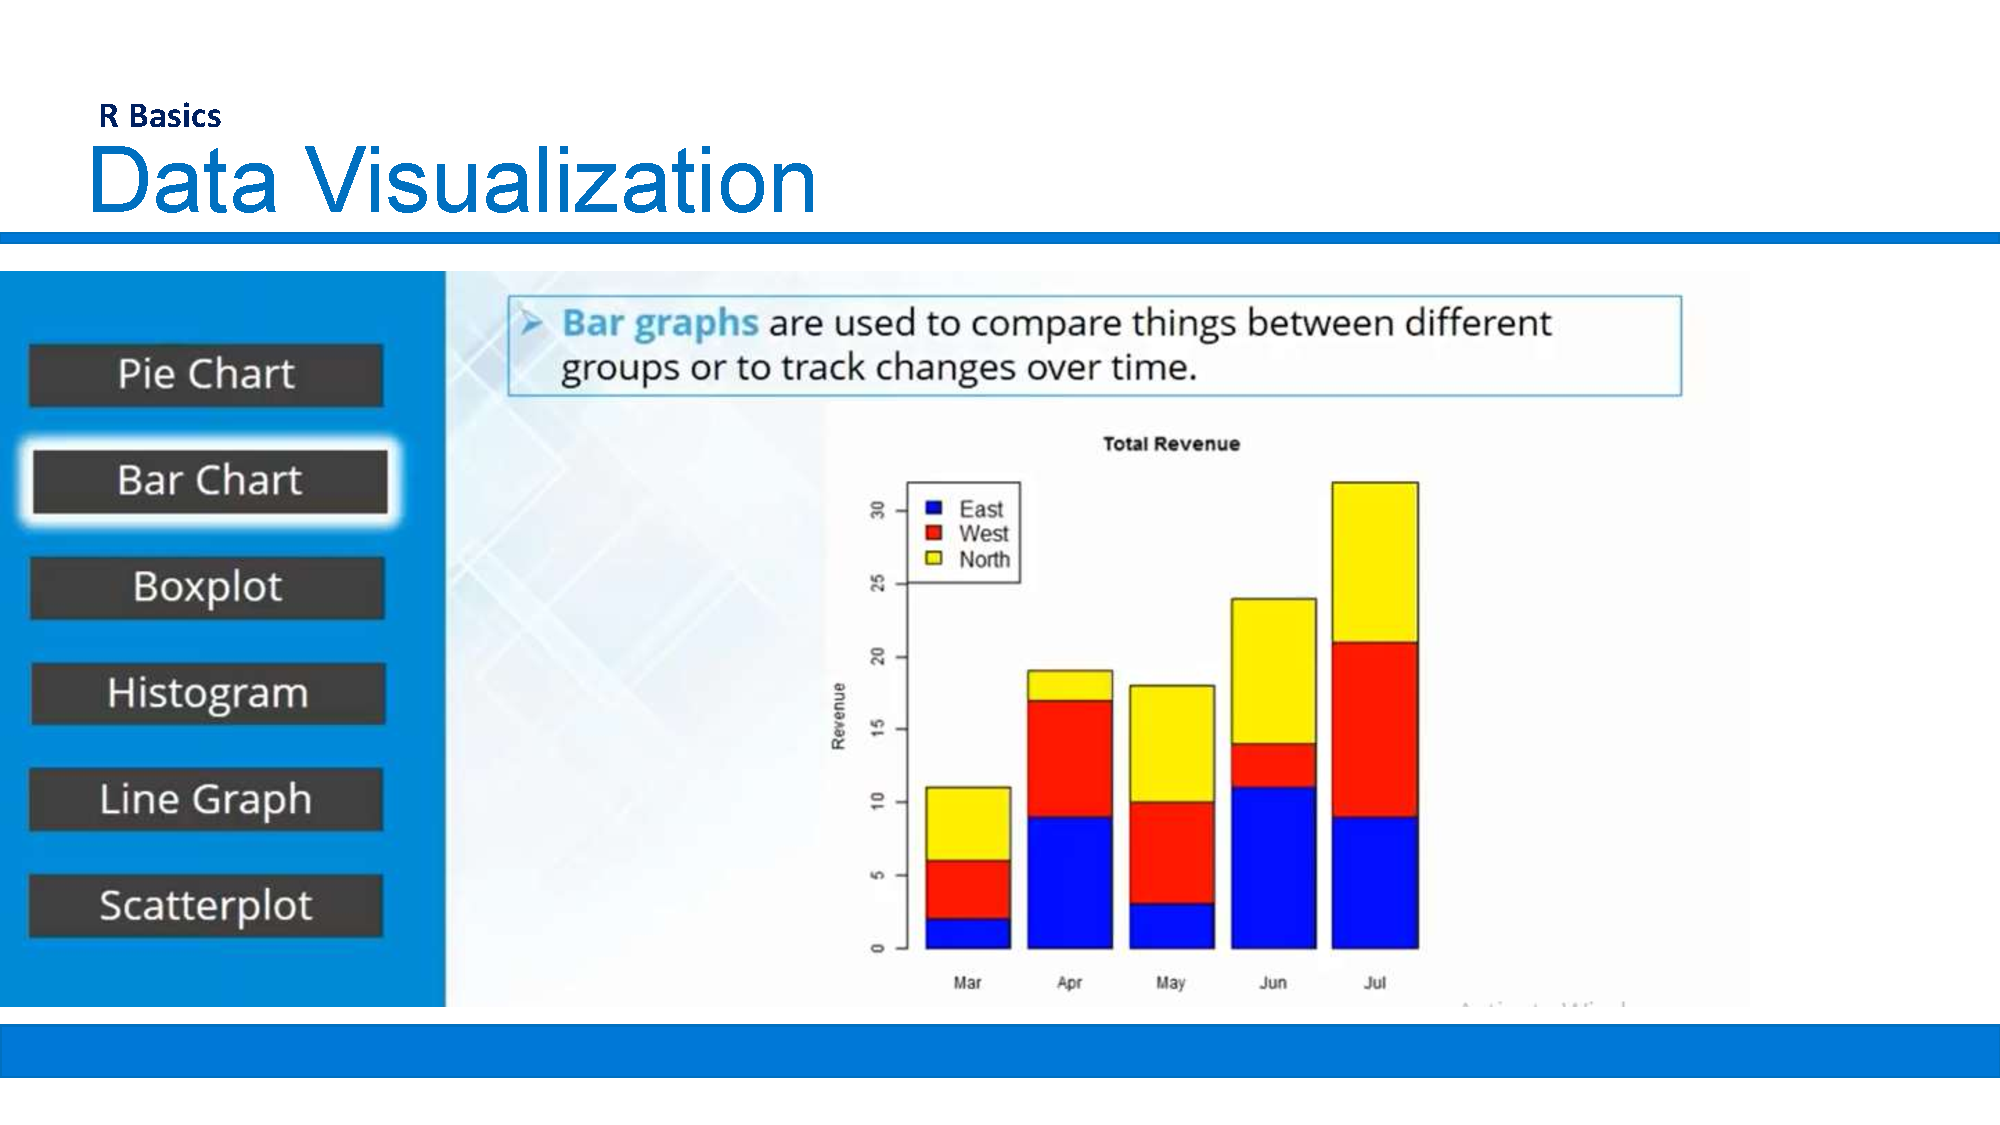 R Basics
Data Visualization
Pie Chart
Bar Chart
Boxplot
Histogram
Line Graph
Scatterplot
➢ Bar graphs are used to compare things between different
groups or to track changes over time.
Total Revenue
East
West
North
Revenue
30
25
20
15
10
5
0
Mar Apr May Jun Jul